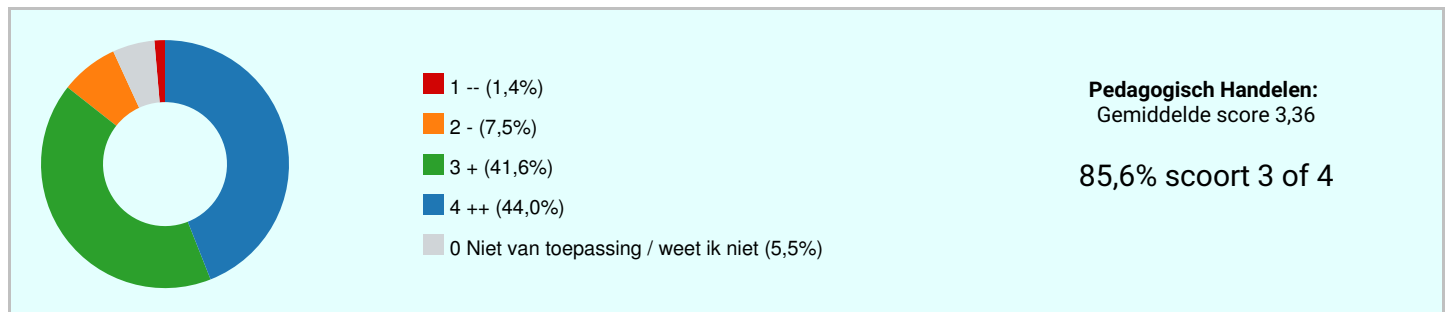 1 -- (1,4%)
2 - (7,5%)
3 + (41,6%)
4 ++ (44,0%)
0 Niet van toepassing / weet ik niet (5,5%)
Pedagogisch Handelen:
Gemiddelde score 3,36
85,6% scoort 3 of 4